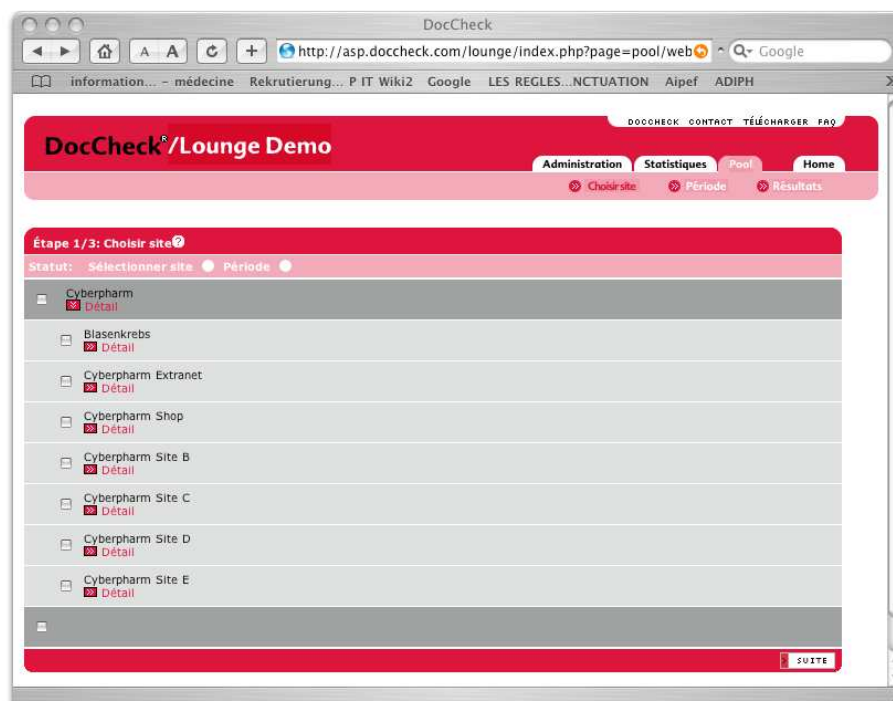 DocCheck
A A + http://asp.doccheck.com/lounge/index.php?page=pool/web Q Google
information... – médecine Rekrutierung... P IT Wiki2 Google LES REGLES...NCTUATION Aipef ADIPH
DOCCHECK CONTACT TÉLÉCHARGER FAQ
DocCheck®/Lounge Demo
Administration Statistiques Pool Home
Choisir site Période Résultats
Étape 1/3: Choisir site?
Statut: Sélectionner site Période
Cyberpharm
Détail
Blasenkrebs
Détail
Cyberpharm Extranet
Détail
Cyberpharm Shop
Détail
Cyberpharm Site B
Détail
Cyberpharm Site C
Détail
Cyberpharm Site D
Détail
Cyberpharm Site E
Détail
SUITE